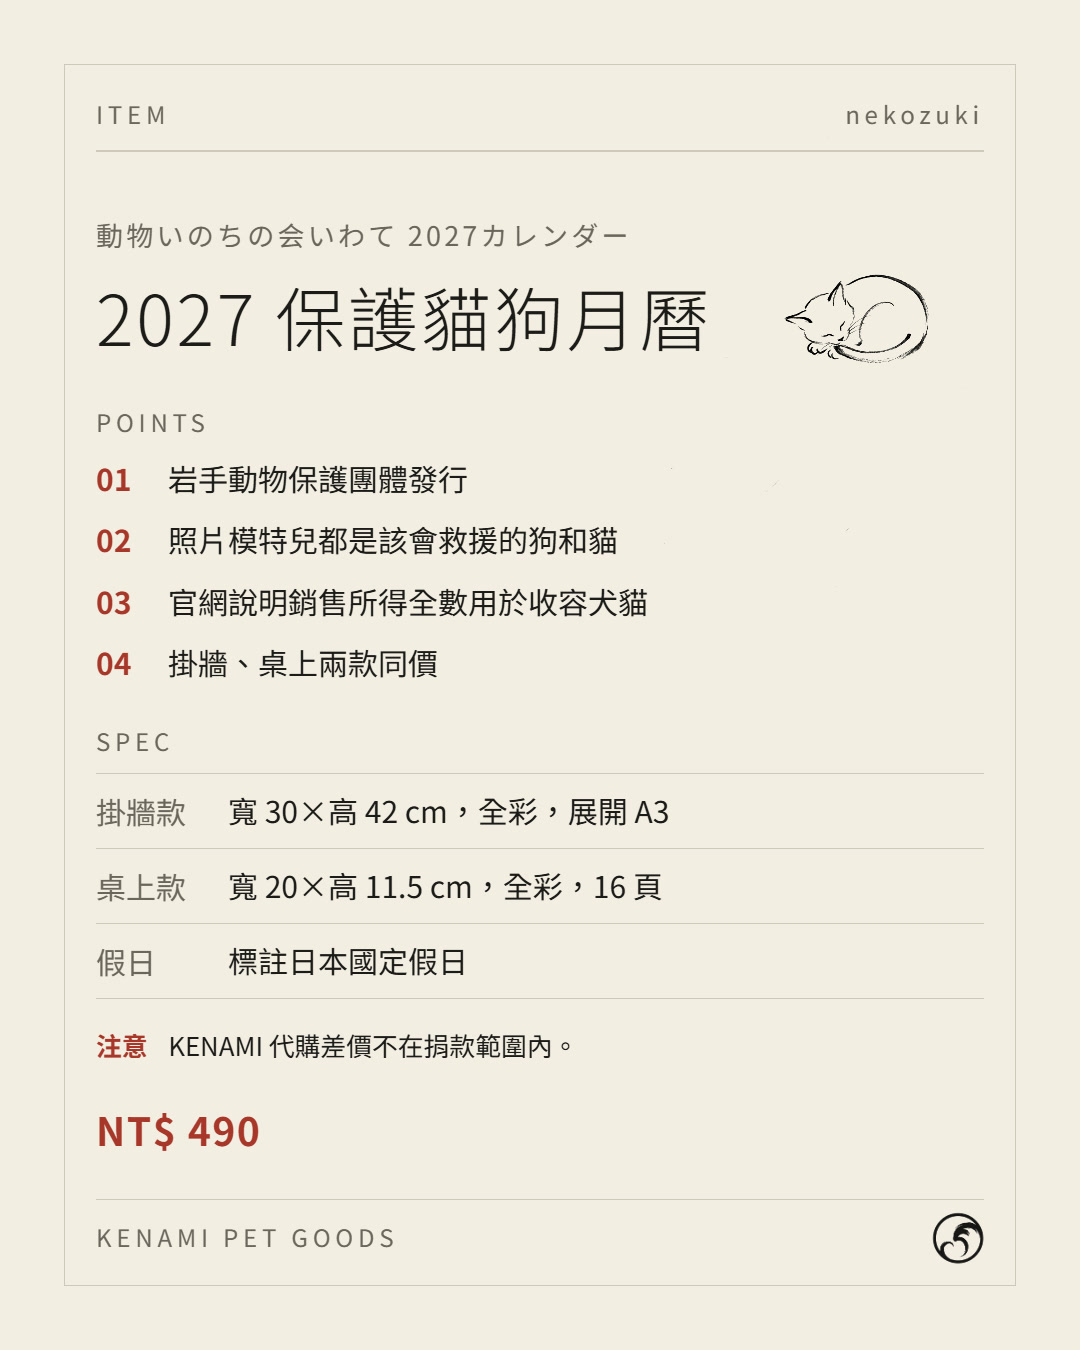 ITEM
nekozuki
動物いのちの会いわて 2027カレンダー
2027 保護貓狗月曆
POINTS
01 岩手動物保護團體發行
02 照片模特兒都是該會救援的狗和貓
03 官網說明銷售所得全數用於收容犬貓
04 掛牆、桌上兩款同價
SPEC
掛牆款 寬 30×高 42 cm，全彩，展開 A3
桌上款 寬 20×高 11.5 cm，全彩，16 頁
假日 標註日本國定假日
注意 KENAMI 代購差價不在捐款範圍內。
NT$ 490
KENAMI PET GOODS